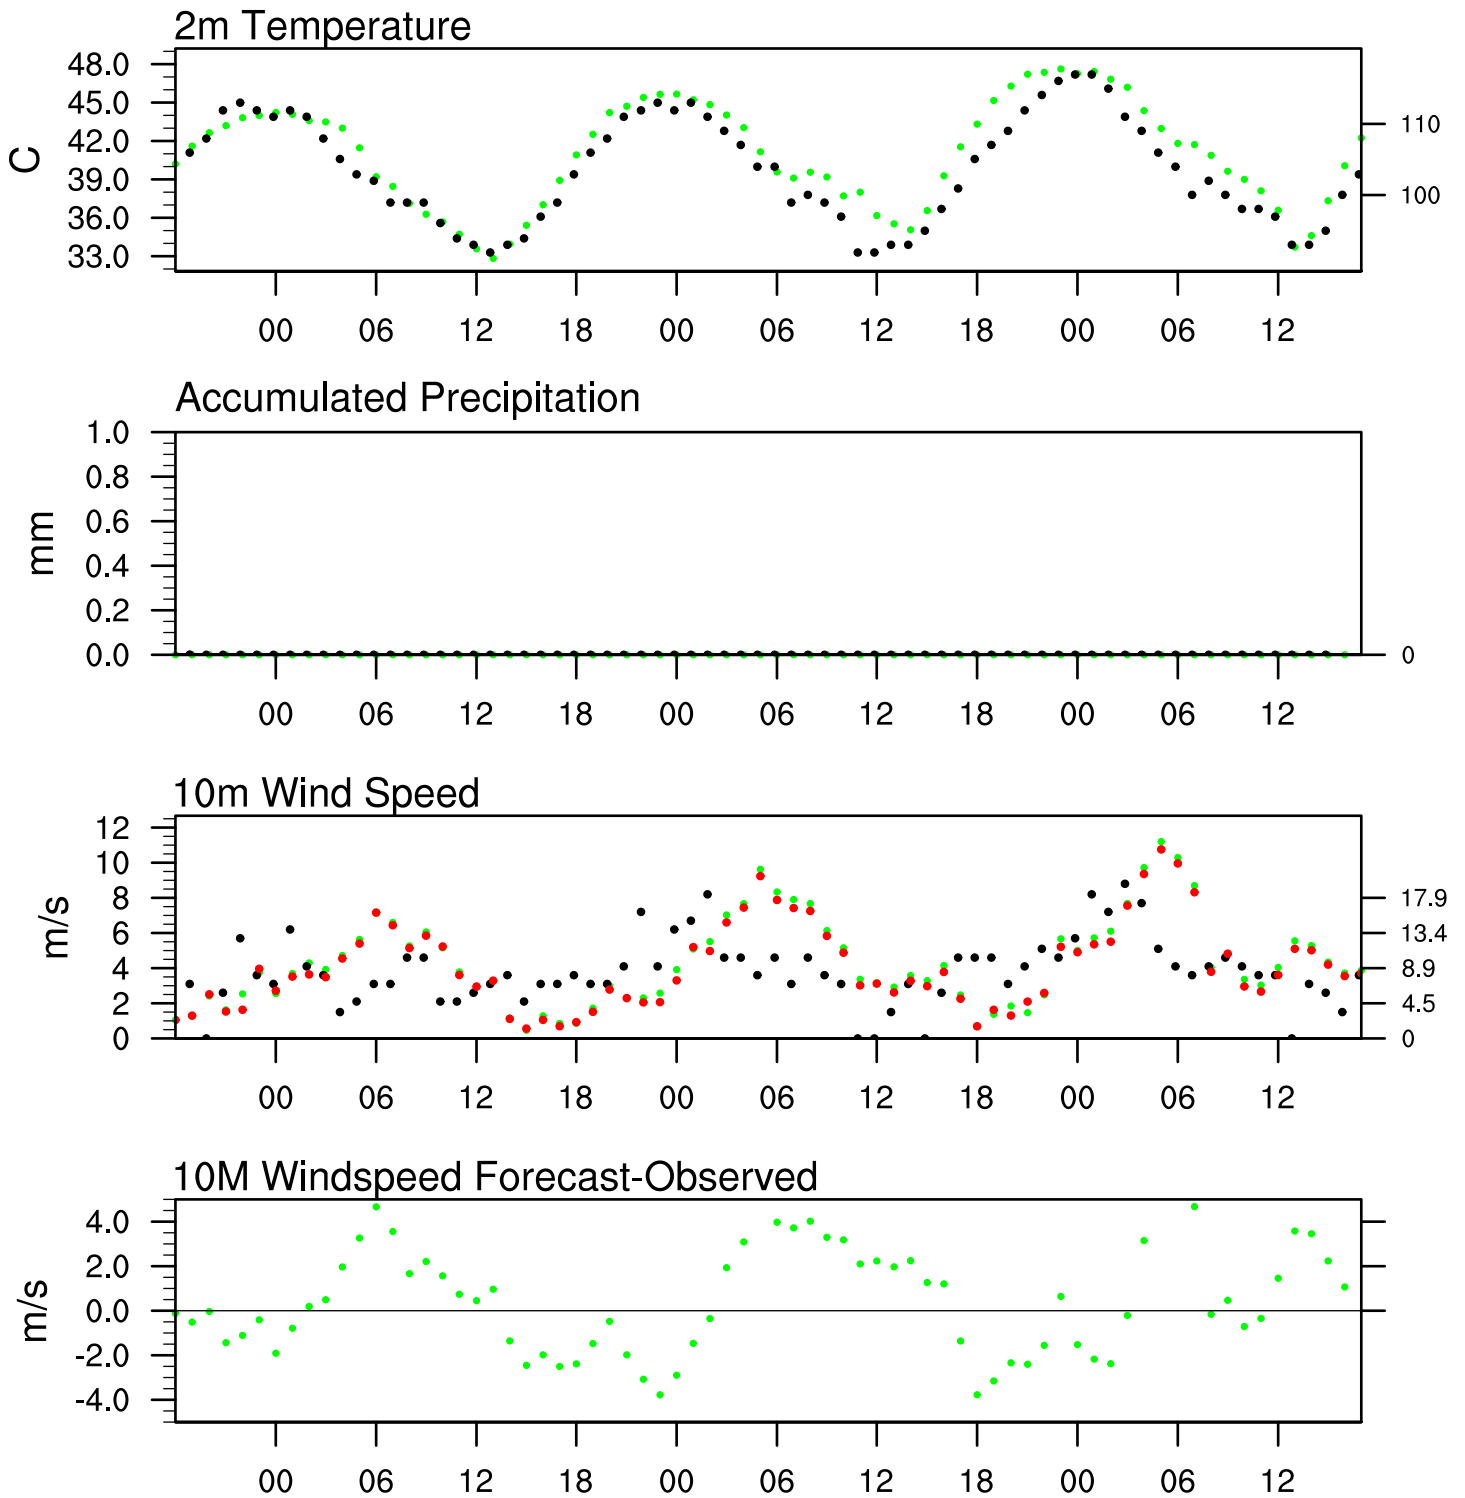 2m Temperature
48.0
45.0
42.0
39.0
36.0
33.0
C
110
100
00 06 12 18 00 06 12 18 00 06 12
Accumulated Precipitation
1.0
0.8
0.6
0.4
0.2
0.0
mm
0
00 06 12 18 00 06 12 18 00 06 12
10m Wind Speed
12
10
8
6
4
2
0
m/s
17.9
13.4
8.9
4.5
0
00 06 12 18 00 06 12 18 00 06 12
10M Windspeed Forecast-Observed
4.0
2.0
0.0
-2.0
-4.0
m/s
00 06 12 18 00 06 12 18 00 06 12